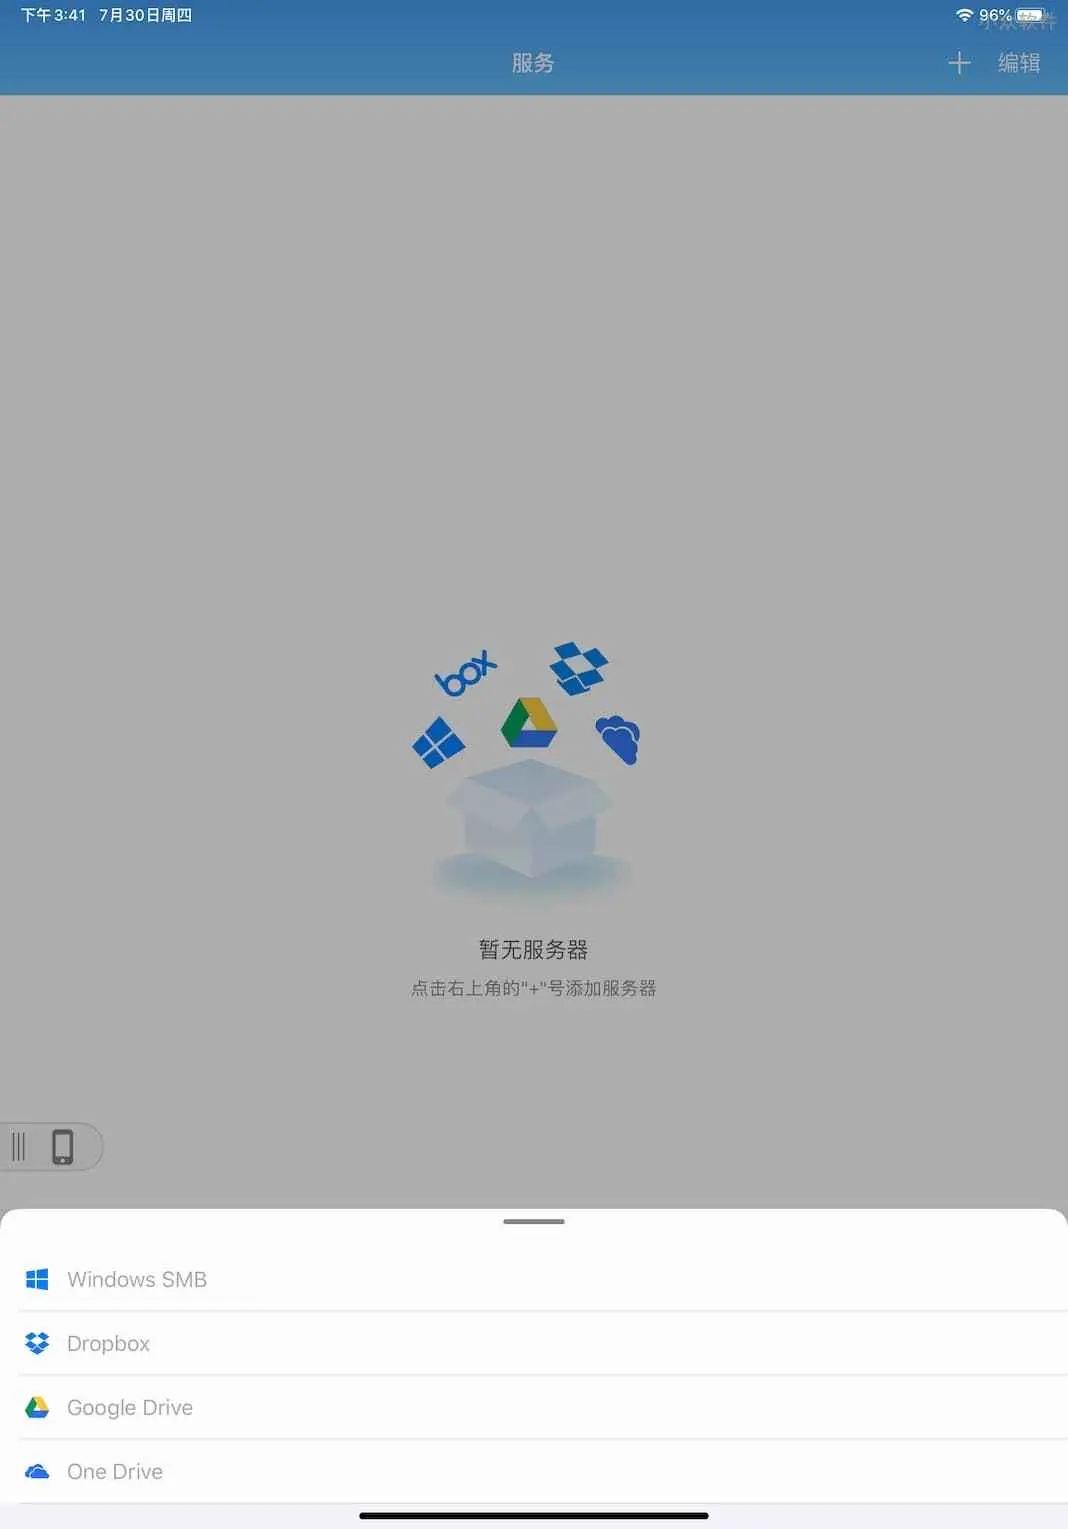 下午3:41 7月30日周四
96%
小众软件
服务
编辑
box
暂无服务器
点击右上角的"+"号添加服务器
Windows SMB
Dropbox
Google Drive
One Drive